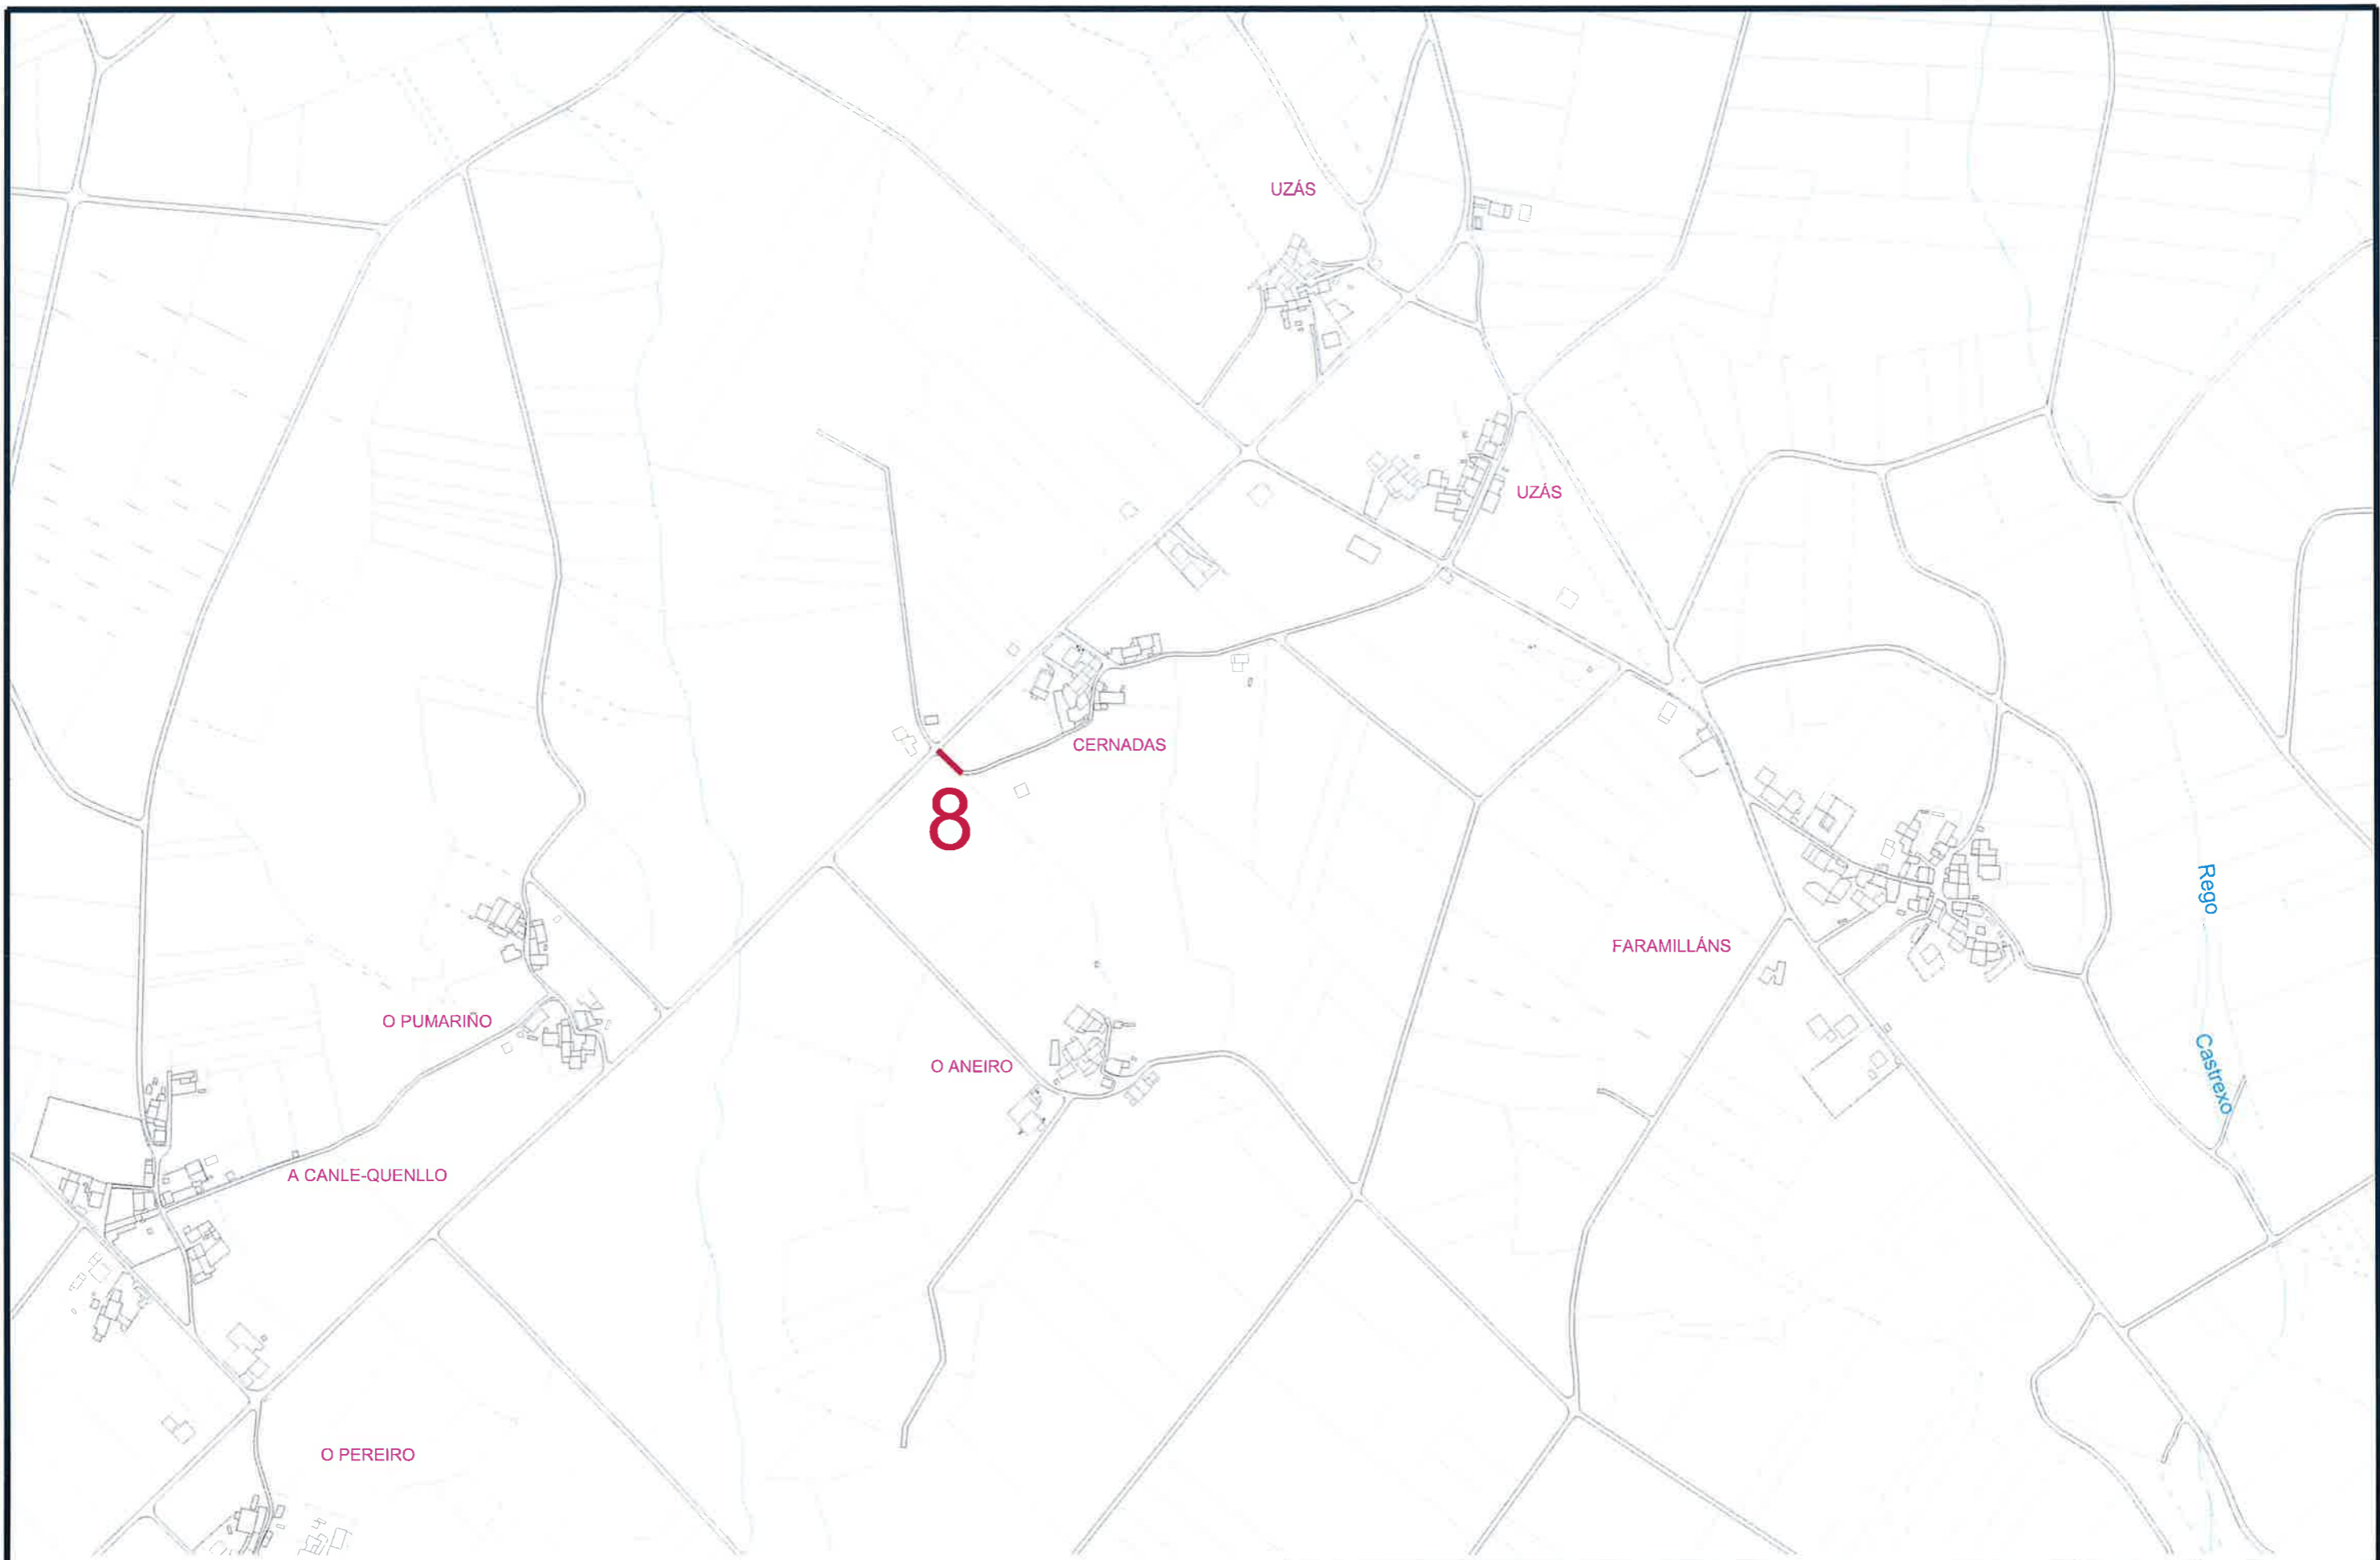 UZÁS
UZÁS
CERNADAS
8
Rego
FARAMILLÁNS
O PUMARIÑO
O ANEIRO
Castrexo
A CANLE-QUENLLO
O PEREIRO